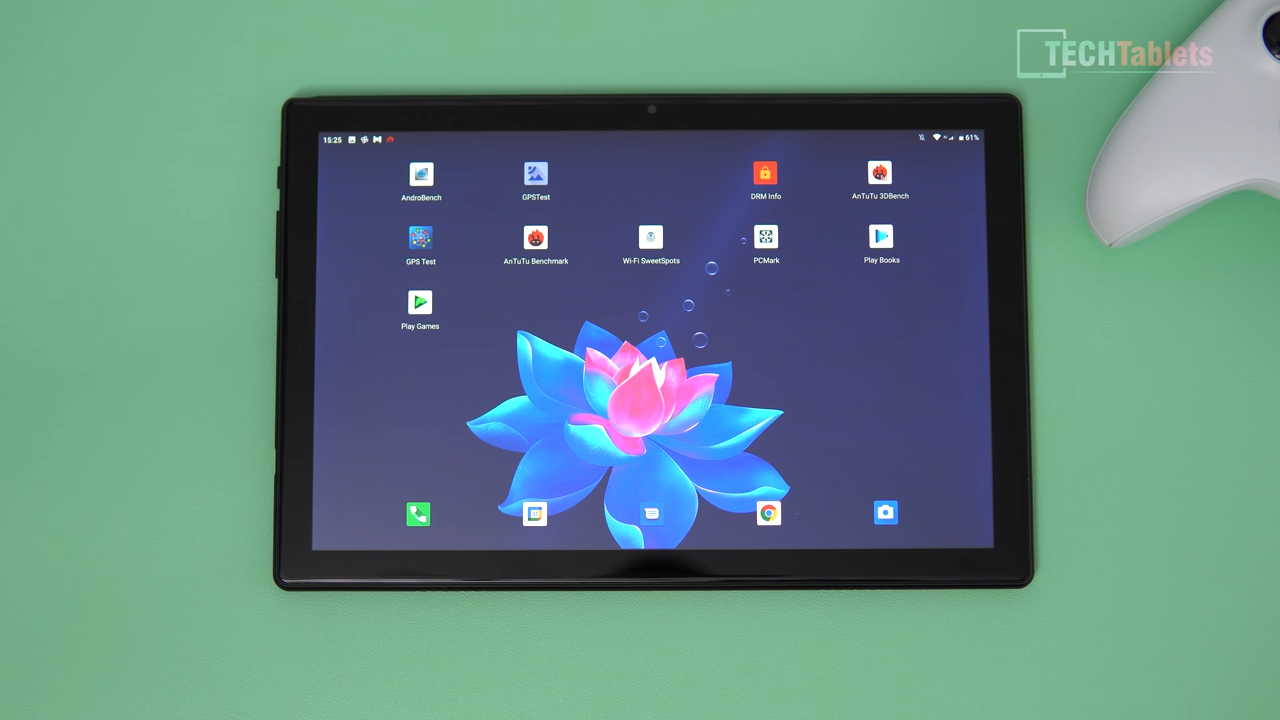 TECHTablets
15:25
61%
AndroBench
GPSTest
DRM Info
AnTuTu 3DBench
GPS Test
AnTuTu Benchmark
Wi-Fi SweetSpots
PCMark
Play Books
Play Games